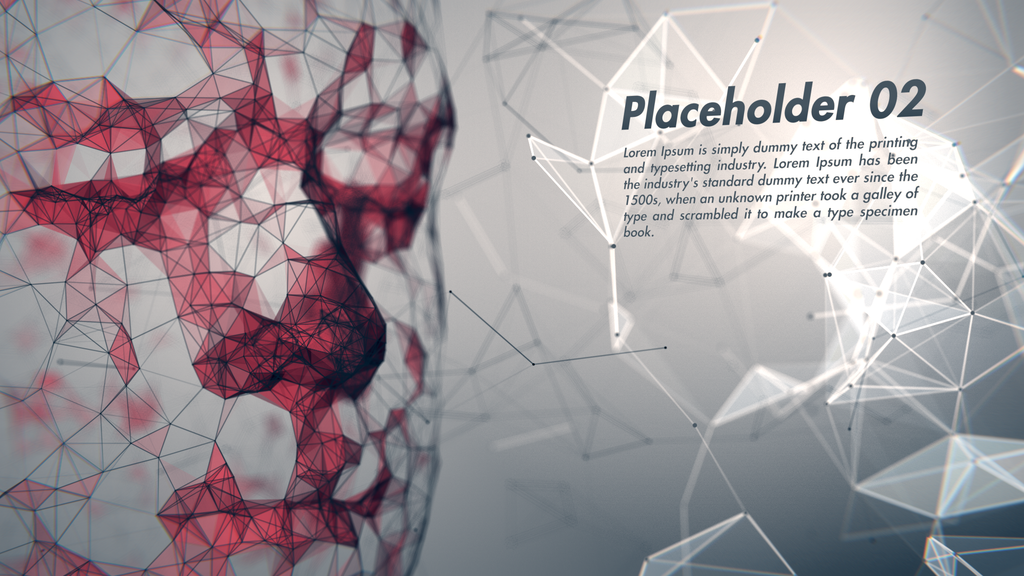 Placeholder 02
Lorem Ipsum is simply dummy text of the printing
and typesetting industry. Lorem Ipsum has been
the industry's standard dummy text ever since the
1500s, when an unknown printer took a galley of
type and scrambled it to make a type specimen
book.